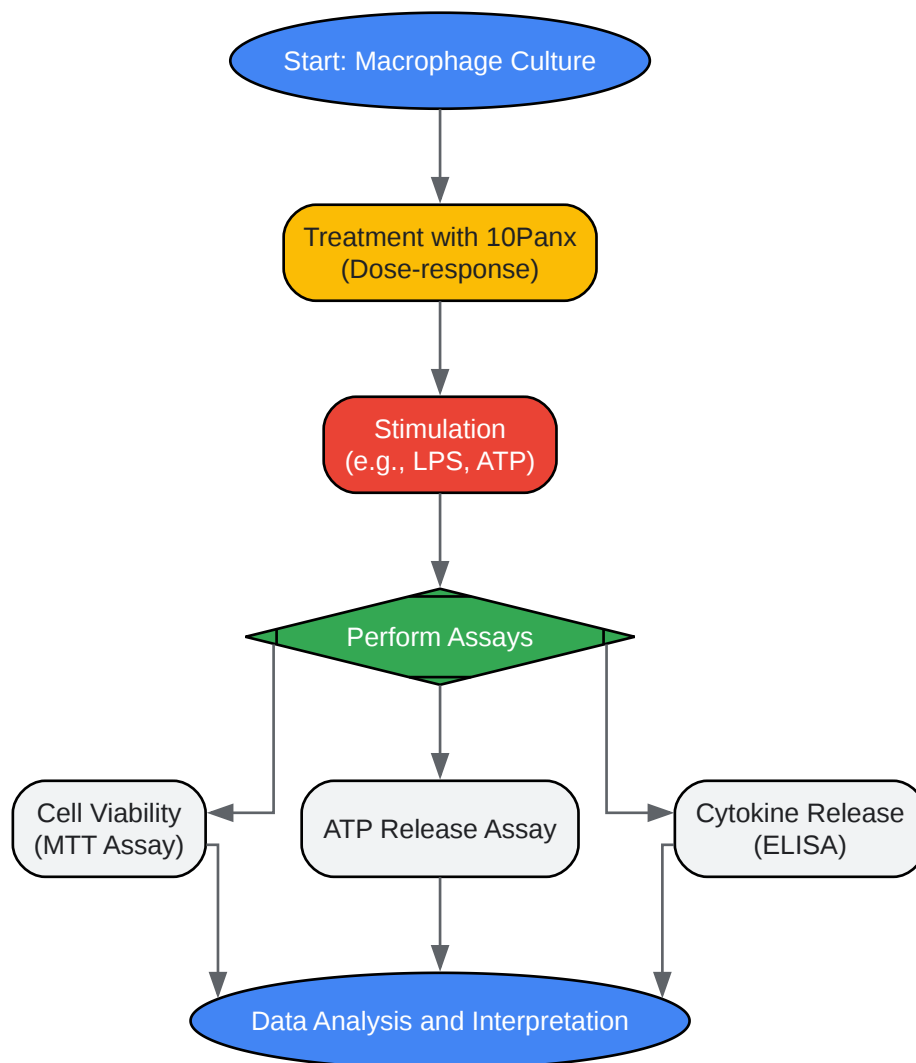 Start: Macrophage Culture
Treatment with 10Panx
(Dose-response)
Stimulation
(e.g., LPS, ATP)
Perform Assays
Cell Viability
(MTT Assay)
ATP Release Assay
Cytokine Release
(ELISA)
Data Analysis and Interpretation